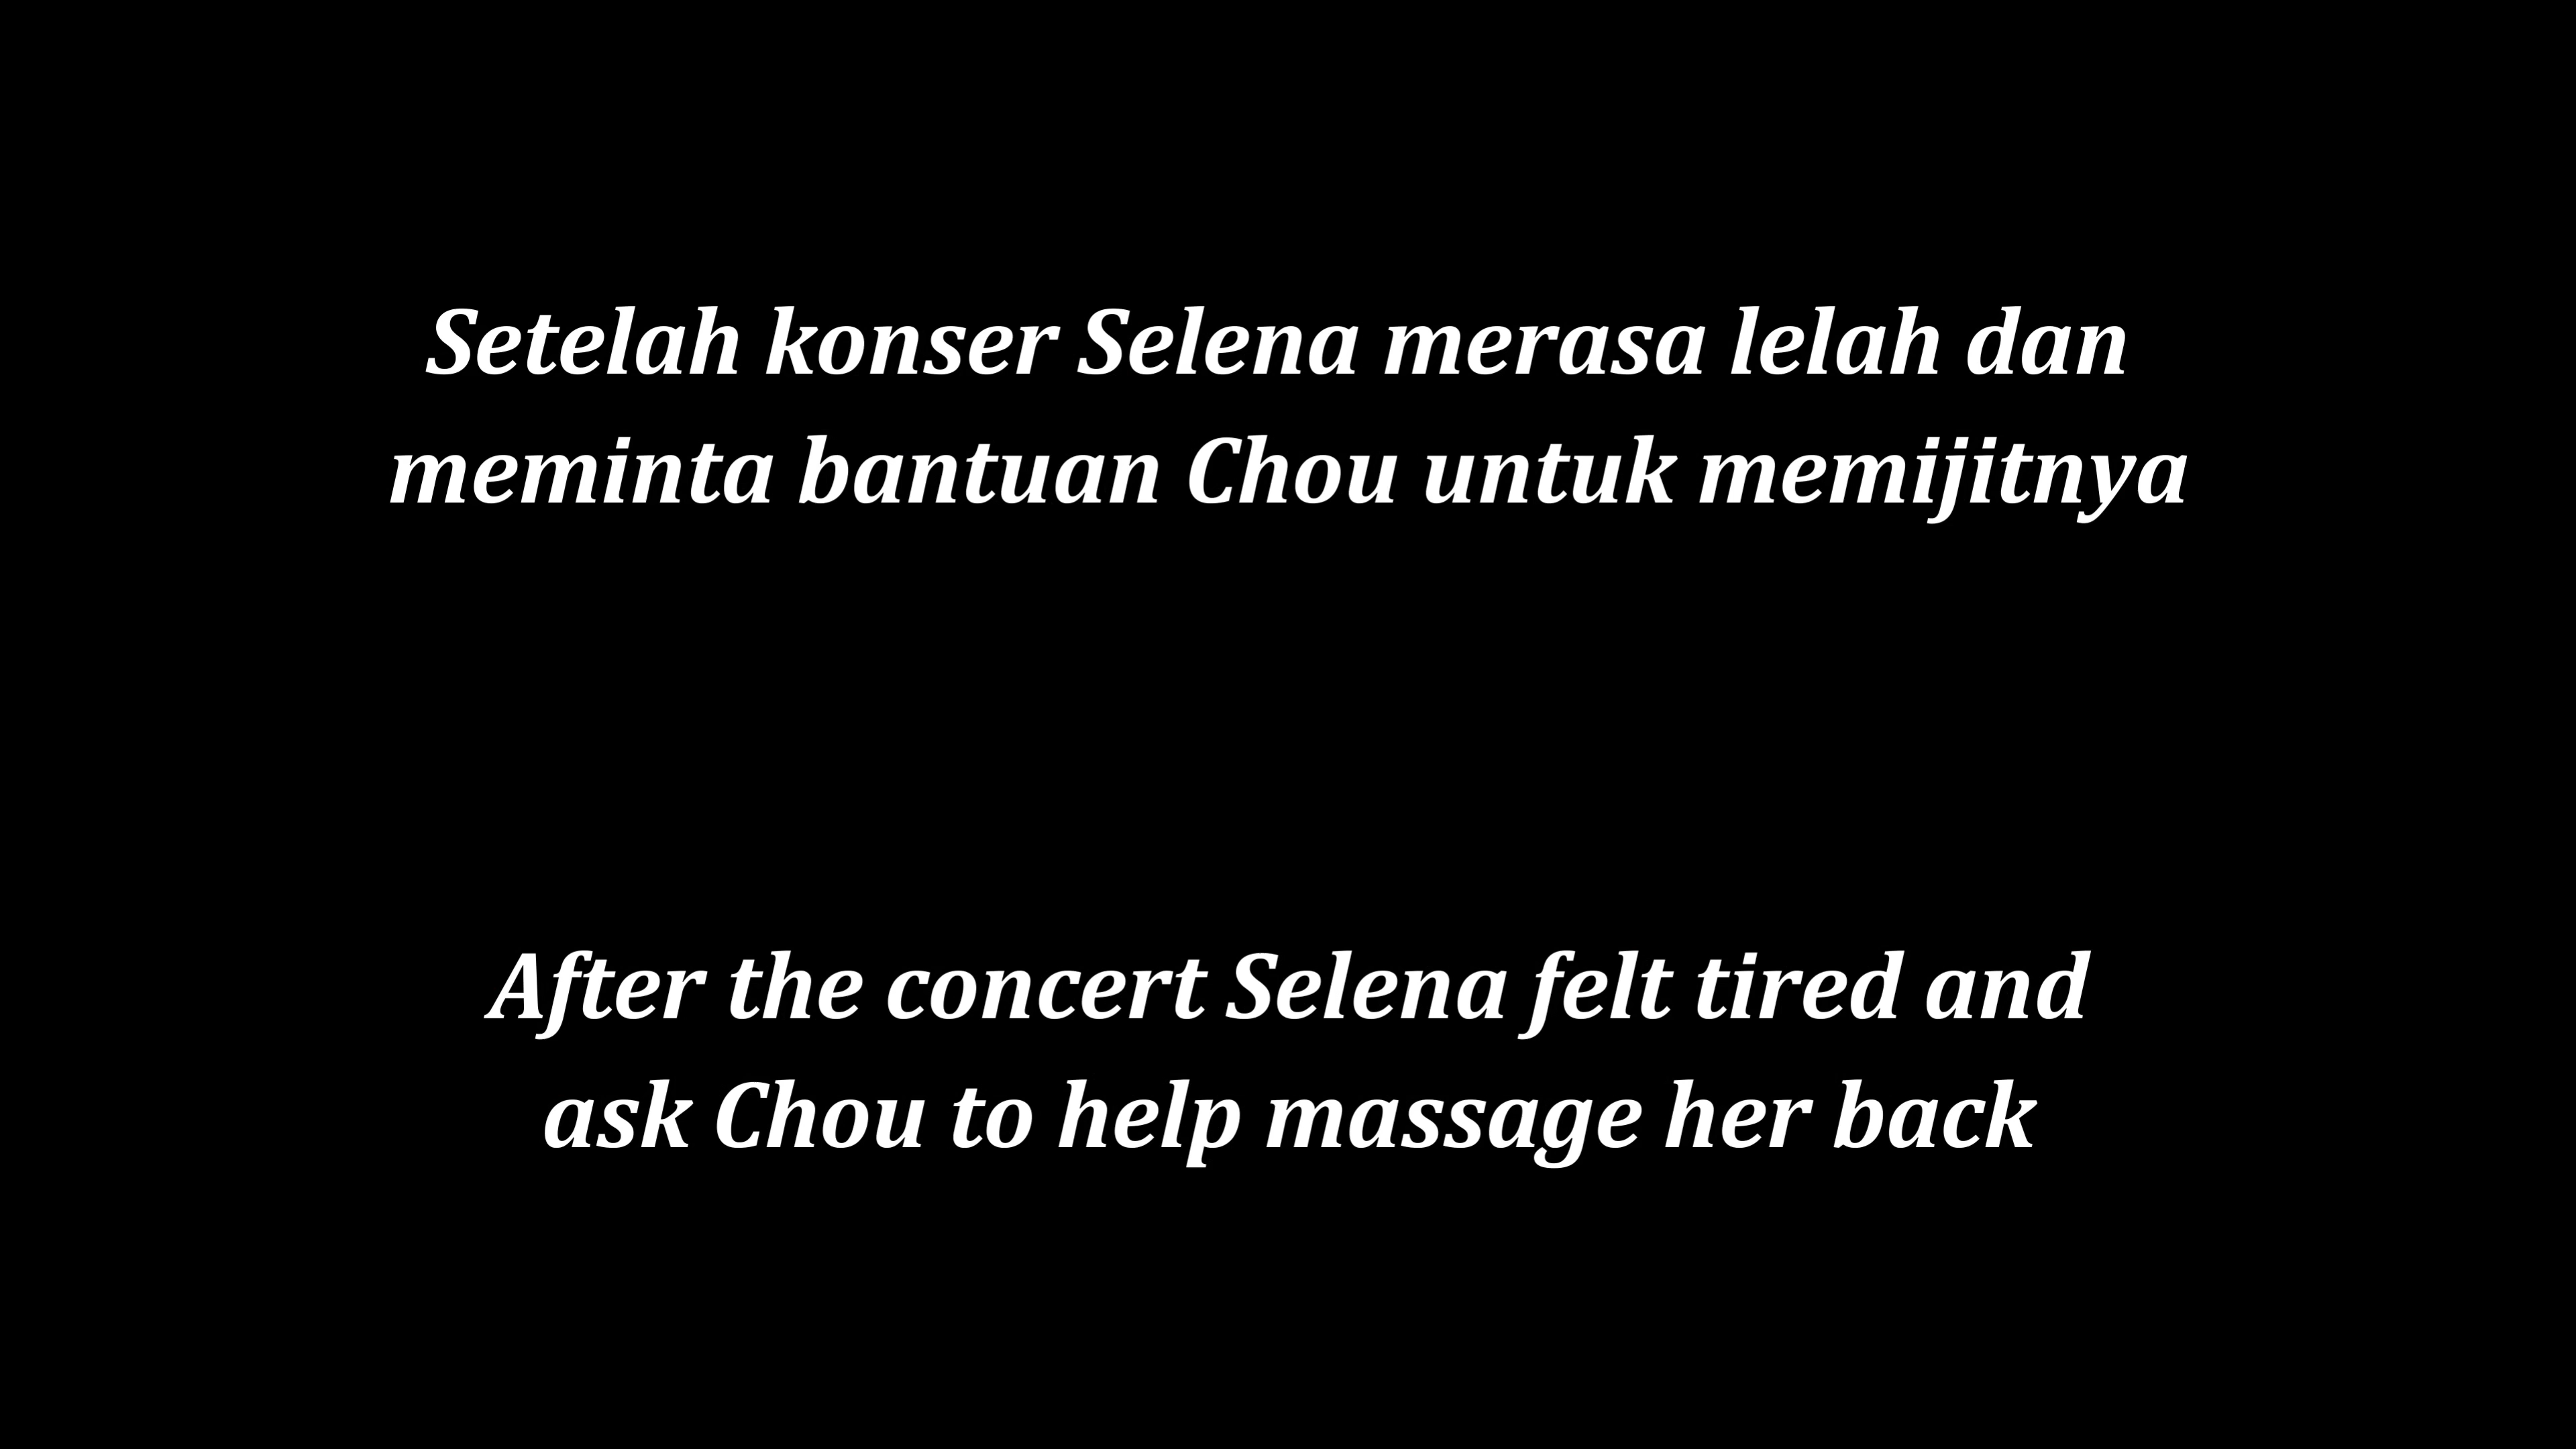 Setelah konser Selena merasa lelah dan
meminta bantuan Chou untuk memijitnya
After the concert Selena felt tired and
ask Chou to help massage her back